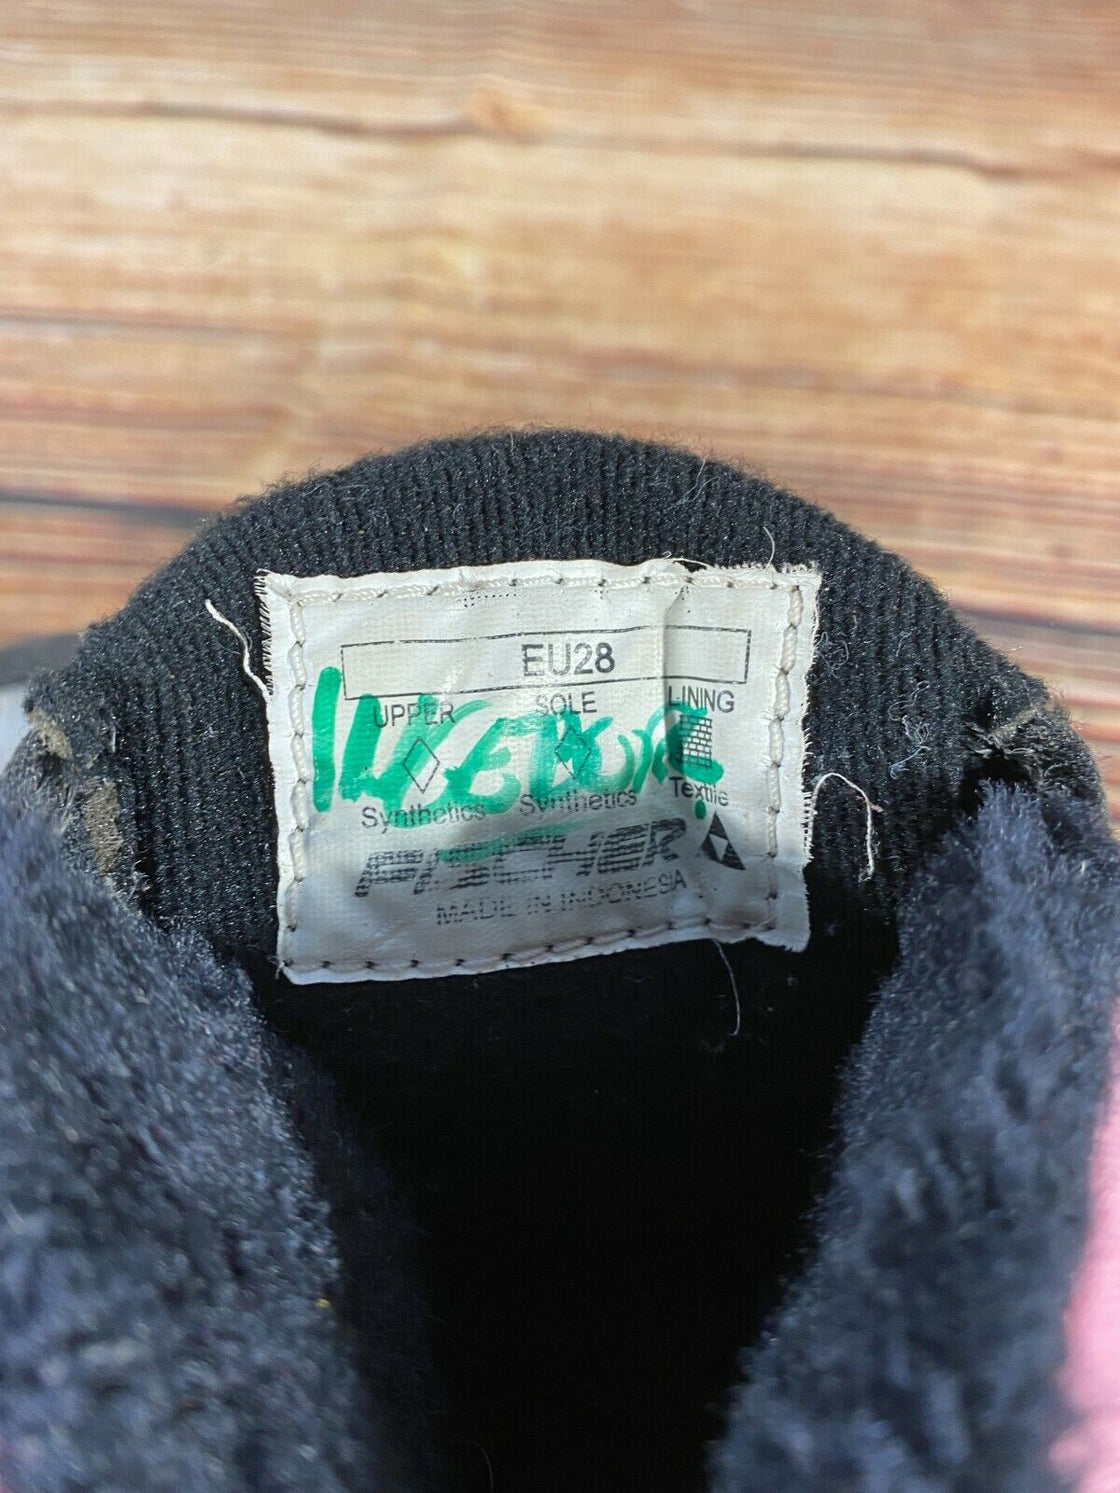 EU28
UPPER SOLE LINING
Synthetics Synthetics Textile
FISCHER
MADE IN INDONESIA